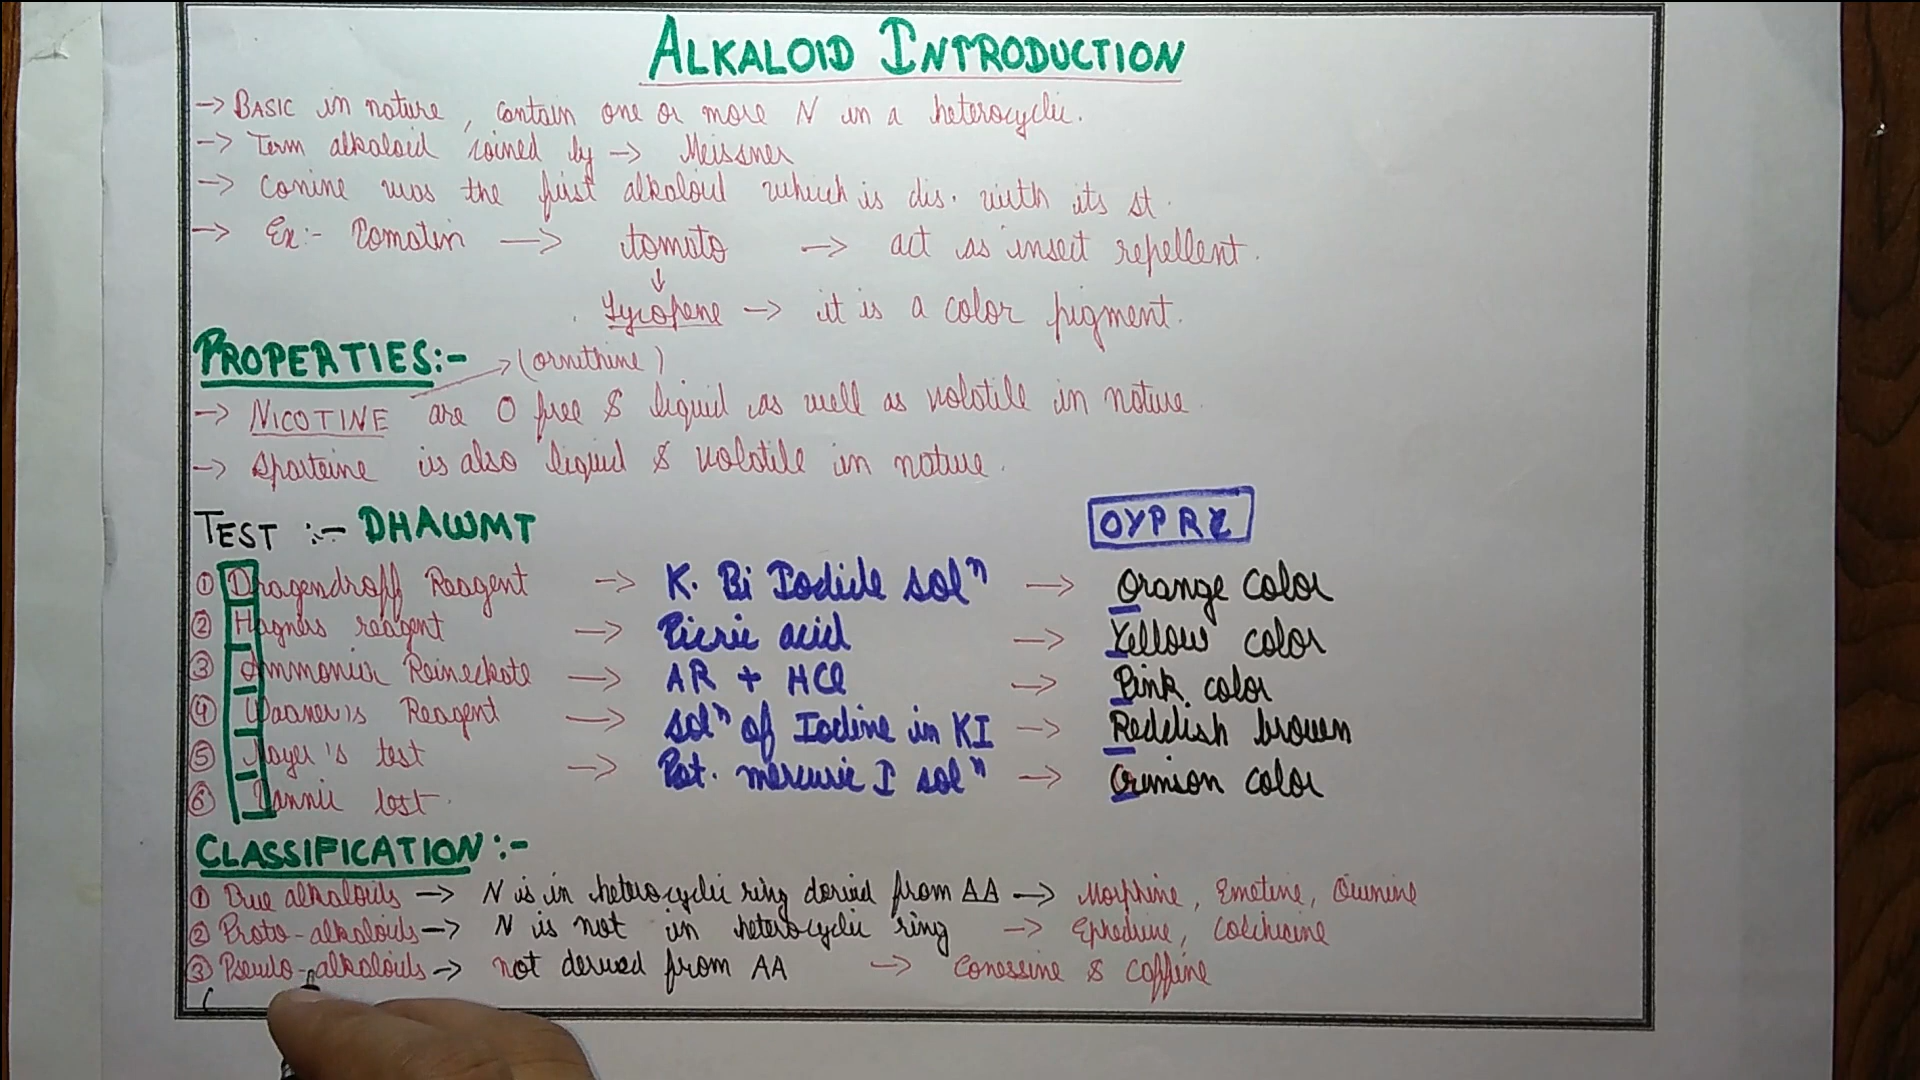 ALKALOID INTRODUCTION
→ BASIC in nature, contain one or more N in a heterocyclic.
→ Term alkaloid coined by → Meissner
→ Conine was the first alkaloid which is dis. with its st.
→ Ex:- Tomatin → tomato → act as insect repellent.
↓
Lycopene → it is a color pigment.
PROPERTIES:- → (ornithine)
→ NICOTINE are O free & liquid as well as volatile in nature.
→ Sparteine is also liquid & volatile in nature.
TEST :- DHAWMT
① Dragendroff Reagent → K. Bi Iodide solⁿ → Orange color
② Hagners reagent → Picric acid → Yellow color
③ Ammonia Reineckate → AR + HCl → Pink color
④ Waaner's Reagent → solⁿ of Iodine in KI → Reddish brown
⑤ Mayer's test → Pot. mercuric I solⁿ → Crimson color
⑥ Tannic test.
CLASSIFICATION :-
① True alkaloids → N is in heterocyclic ring derived from AA → Morphine, Emetine, Quinine
② Proto-alkaloids → N is not in heterocyclic ring → Ephedrine, Colchicine
③ Pseudo-alkaloids → not derived from AA → Conessine & caffine
(